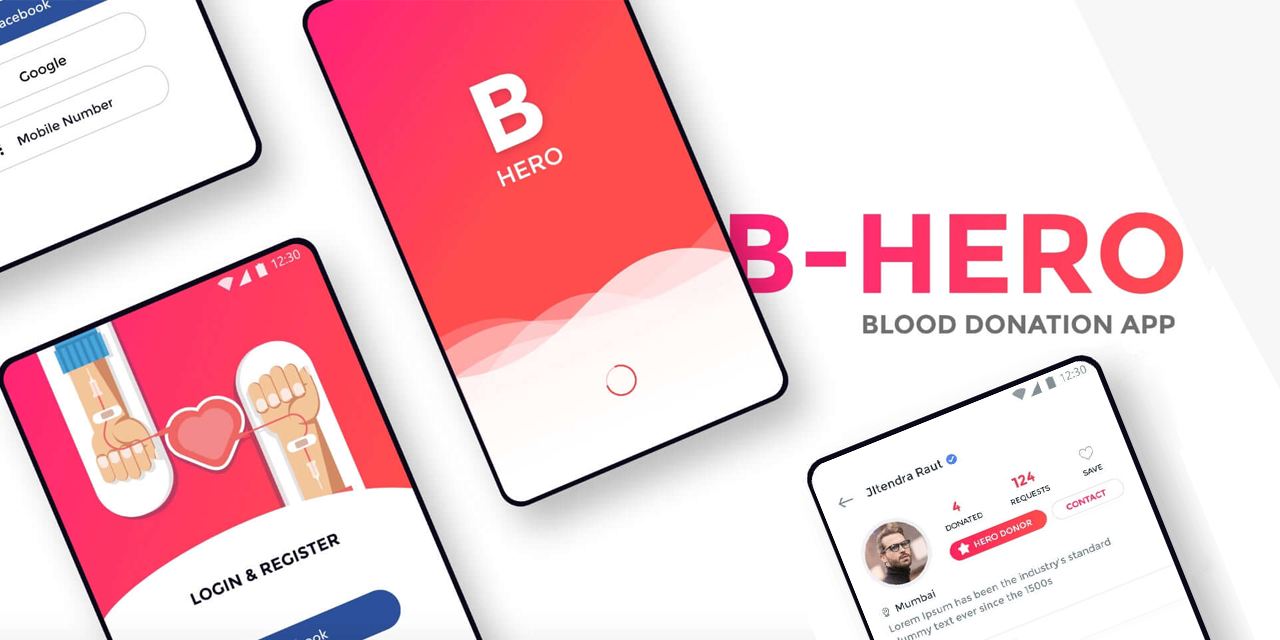 acebook
Google
Mobile Number
B
HERO
B-HERO
BLOOD DONATION APP
12:30
LOGIN & REGISTER
ook
12:30
JItendra Raut
4
DONATED
124
REQUESTS
SAVE
HERO DONOR
CONTACT
Mumbai
Lorem Ipsum has been the industry's standard
dummy text ever since the 1500s